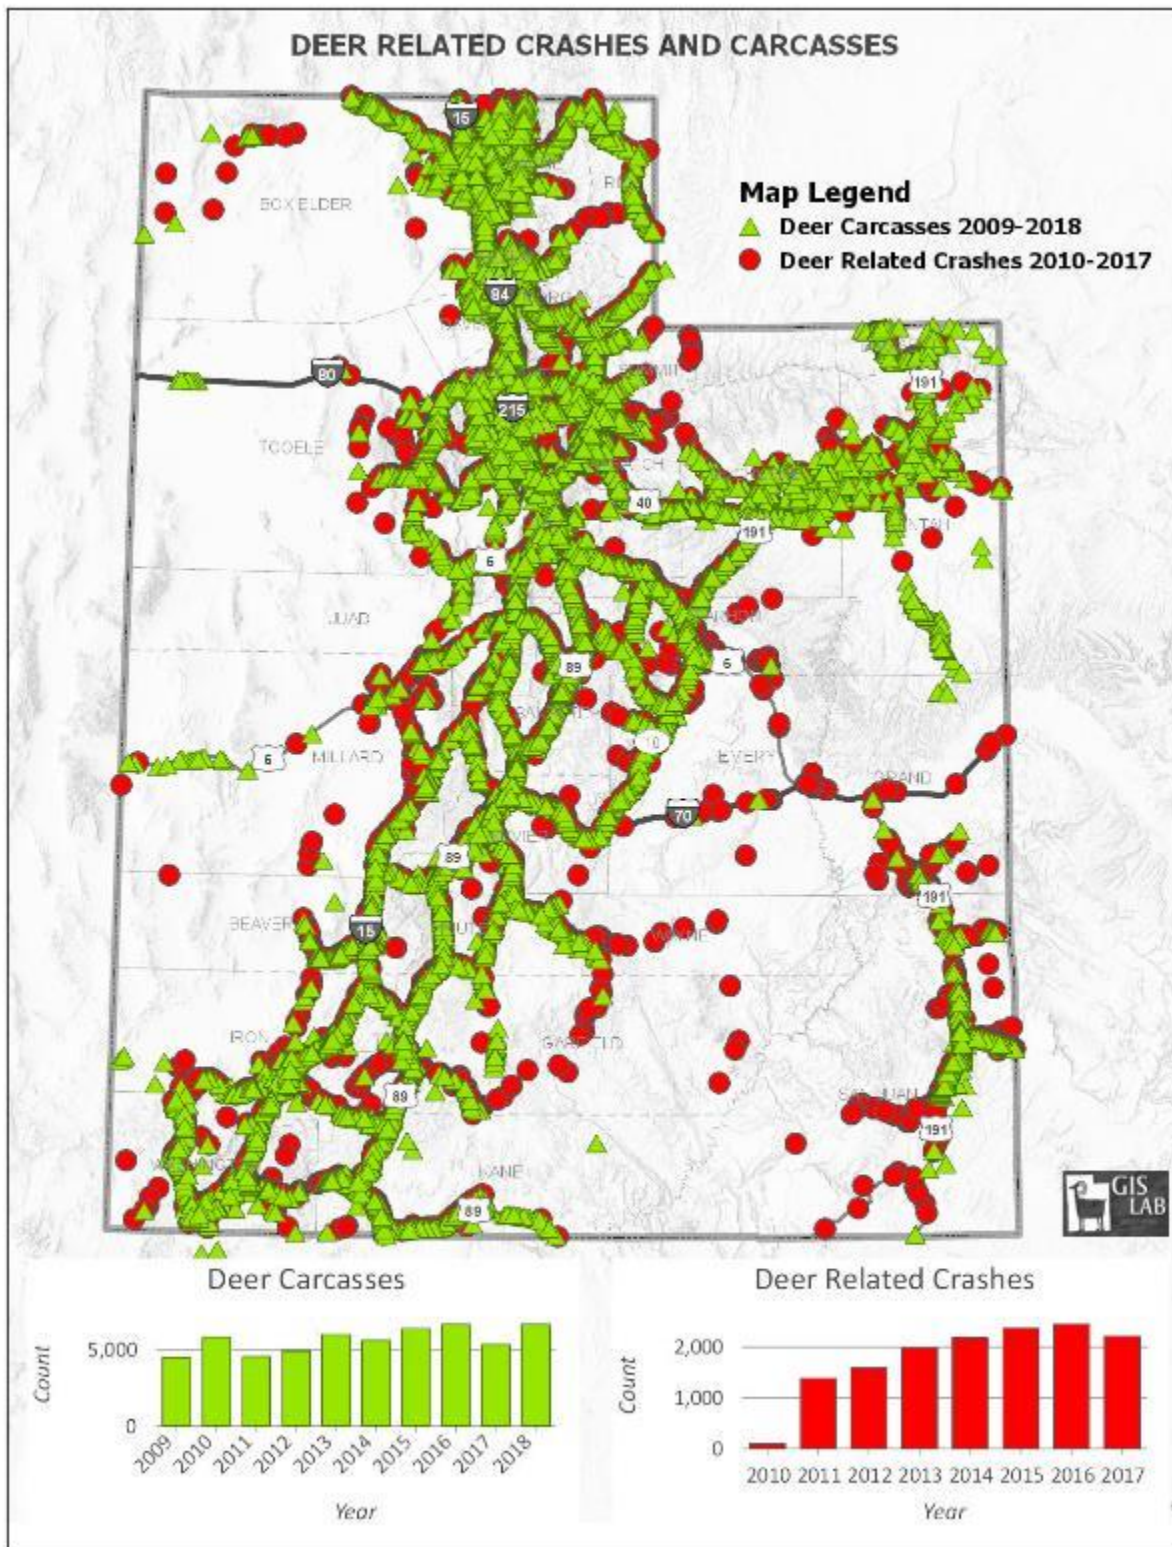 DEER RELATED CRASHES AND CARCASSES
15
BOX ELDER
Map Legend
Deer Carcasses 2009-2018
Deer Related Crashes 2010-2017
84
80
SUMMIT
191
215
TOOELE
40
191
6
JUAB
89
6
6
MILLARD
10
EMERY
GRAND
70
89
191
BEAVER
15
WAYNE
IRON
GARFIELD
89
SAN JUAN
191
KANE
89
GIS
LAB
Deer Carcasses
Count
5,000
0
2009
2010
2011
2012
2013
2014
2015
2016
2017
2018
Year
Deer Related Crashes
Count
2,000
1,000
0
2010 2011 2012 2013 2014 2015 2016 2017
Year